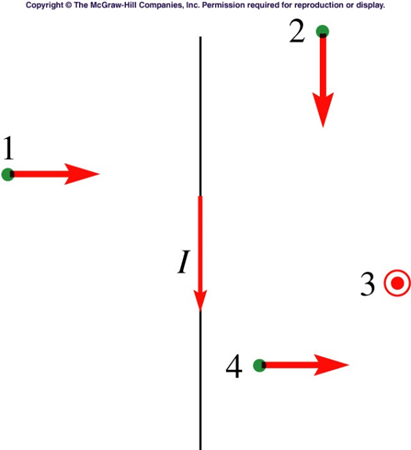 Copyright © The McGraw-Hill Companies, Inc. Permission required for reproduction or display.
2
1
I
3
4